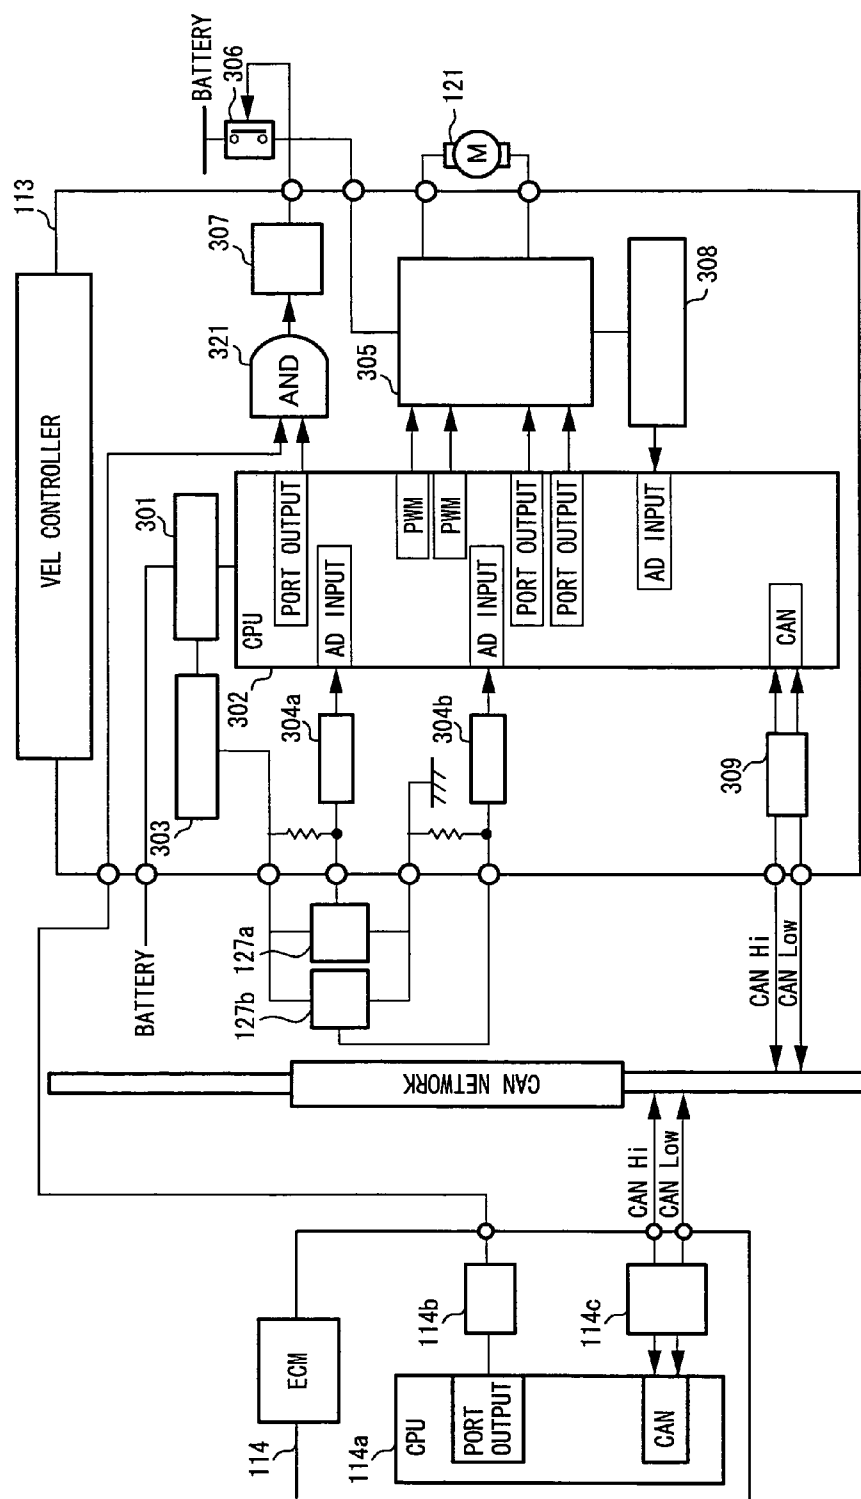 BATTERY
306
113
VEL CONTROLLER
307
321
AND
121
M
305
308
301
CPU
302
PORT OUTPUT
AD INPUT
PWM
PWM
AD INPUT
PORT OUTPUT
PORT OUTPUT
AD INPUT
CAN
303
304a
304b
309
BATTERY
127a
127b
CAN Hi
CAN Low
CAN NETWORK
CAN Hi
CAN Low
ECM
114
114b
114c
114a
CPU
PORT
OUTPUT
CAN